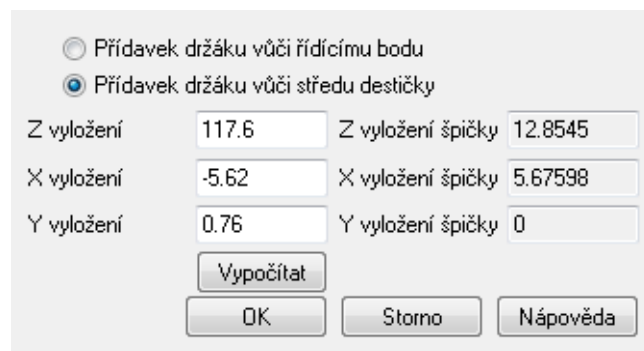 Přídavek držáku vůči řídícímu bodu
Přídavek držáku vůči středu destičky
Z vyložení 117.6 Z vyložení špičky 12.8545
X vyložení -5.62 X vyložení špičky 5.67598
Y vyložení 0.76 Y vyložení špičky 0
Vypočítat
OK Storno Nápověda